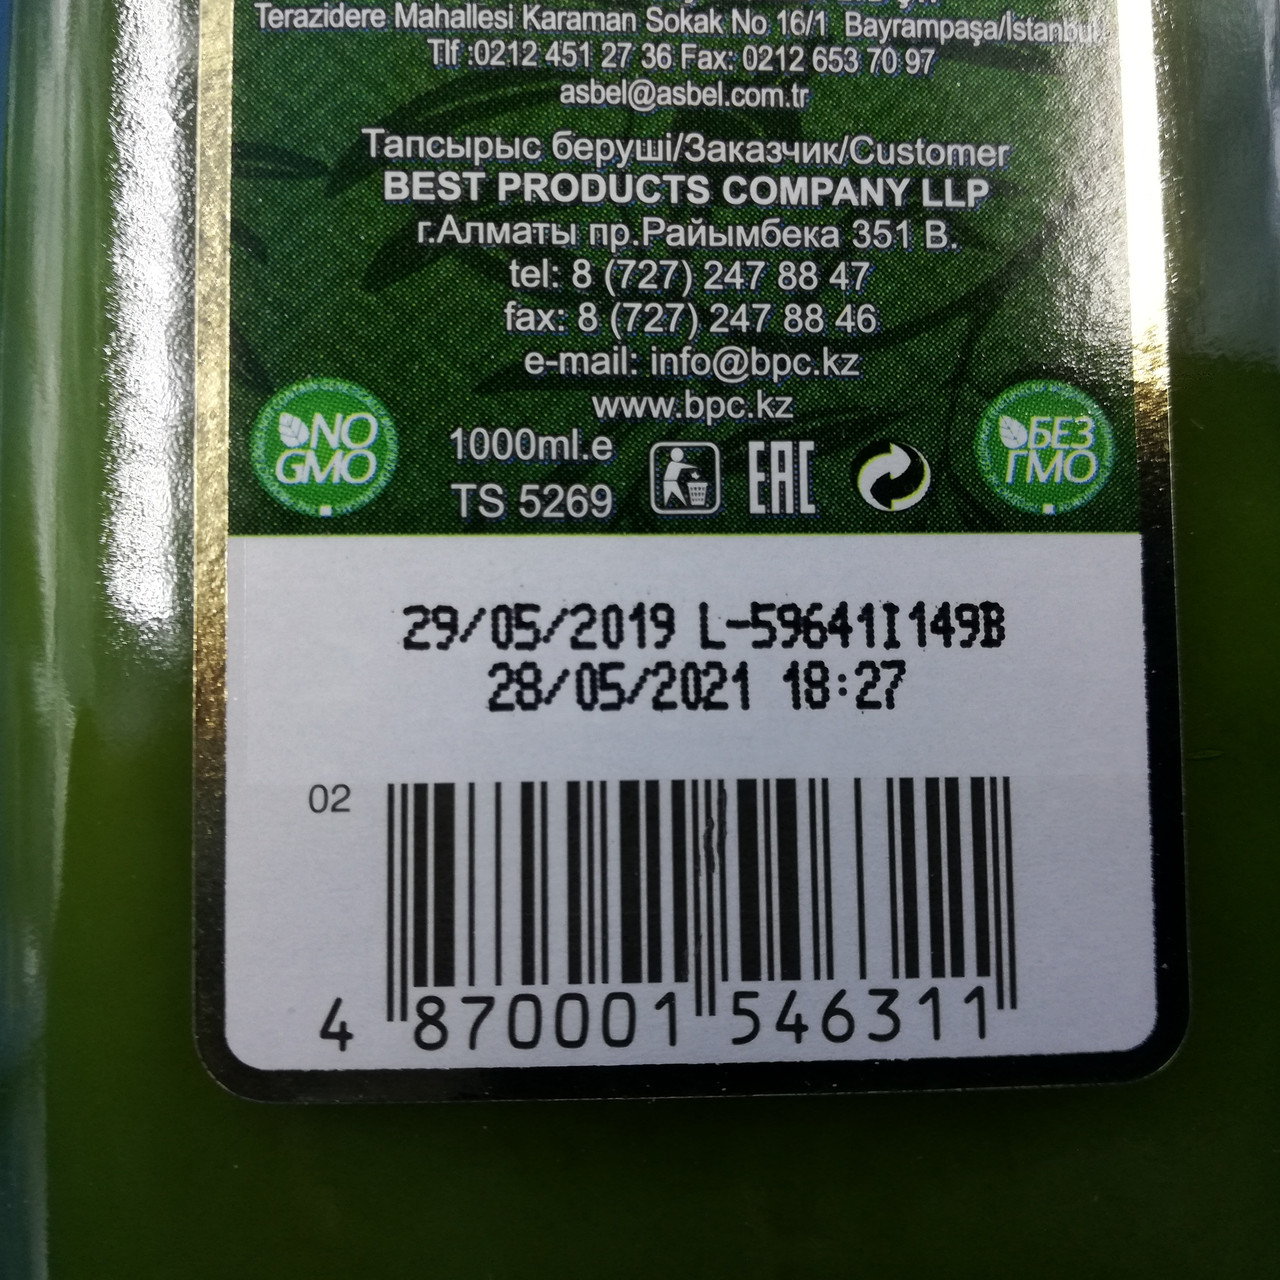 Terazidere Mahallesi Karaman Sokak No 16/1 Bayrampaşa/İstanbul
Tlf :0212 451 27 36 Fax: 0212 653 70 97
asbel@asbel.com.tr
Тапсырыс беруші/Заказчик/Customer
BEST PRODUCTS COMPANY LLP
г.Алматы пр.Райымбека 351 В.
tel: 8 (727) 247 88 47
fax: 8 (727) 247 88 46
e-mail: info@bpc.kz
www.bpc.kz
NO GMO
1000ml.e
TS 5269
EAC
БЕЗ ГМО
29/05/2019 L-59641I149B
28/05/2021 18:27
02
4 870001 546311